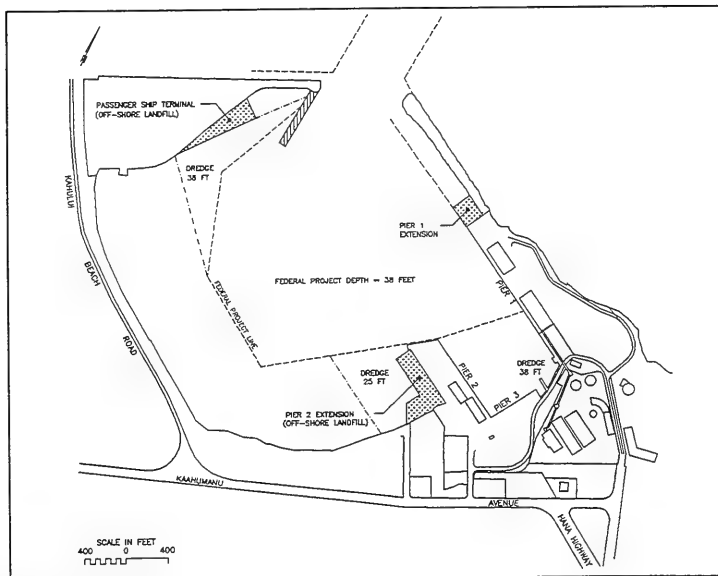 PASSENGER SHIP TERMINAL
(OFF-SHORE LANDFILL)
DREDGE
38 FT
KAHULUI
BEACH
ROAD
PIER 1
EXTENSION
PIER 1
FEDERAL PROJECT DEPTH = 38 FEET
FEDERAL PROJECT LINE
DREDGE
25 FT
PIER 2
PIER 3
DREDGE
38 FT
PIER 2 EXTENSION
(OFF-SHORE LANDFILL)
KAAHUMANU
AVENUE
HANA HIGHWAY
SCALE IN FEET
400 0 400